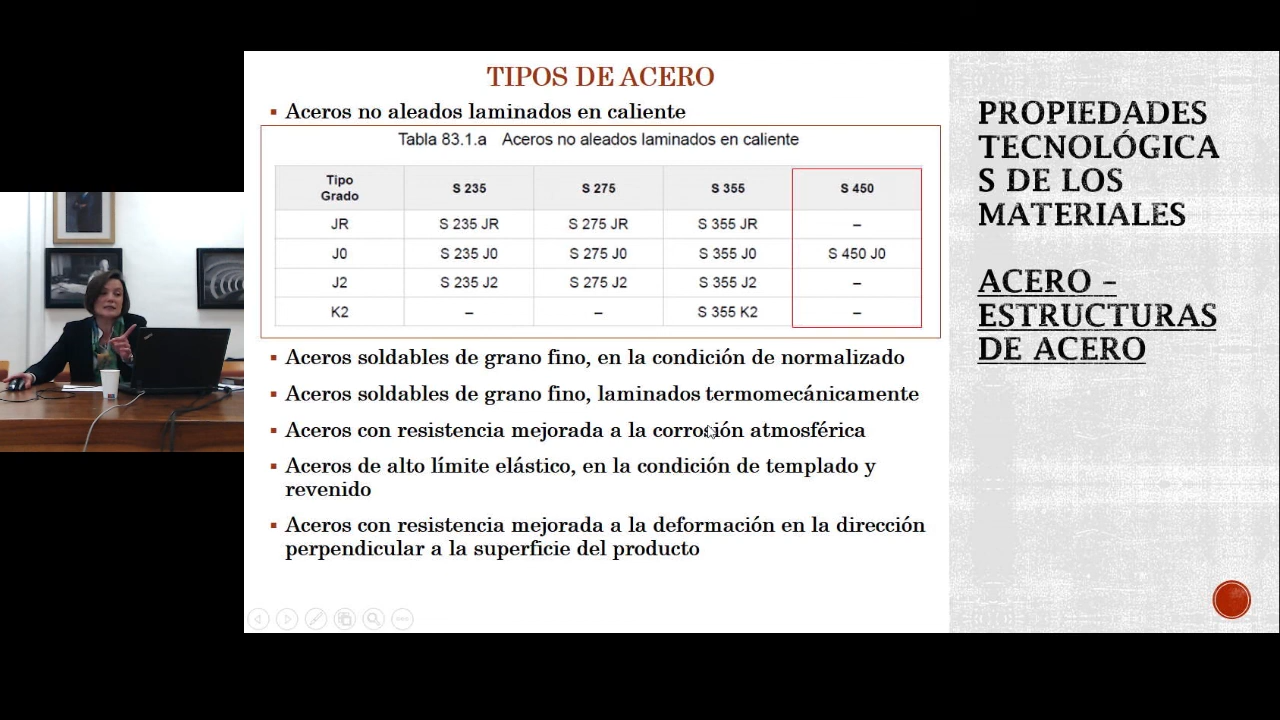 TIPOS DE ACERO
▪ Aceros no aleados laminados en caliente
Tabla 83.1.a Aceros no aleados laminados en caliente
Tipo Grado S 235 S 275 S 355 S 450
JR S 235 JR S 275 JR S 355 JR –
J0 S 235 J0 S 275 J0 S 355 J0 S 450 J0
J2 S 235 J2 S 275 J2 S 355 J2 –
K2 – – S 355 K2 –
▪ Aceros soldables de grano fino, en la condición de normalizado
▪ Aceros soldables de grano fino, laminados termomecánicamente
▪ Aceros con resistencia mejorada a la corrosión atmosférica
▪ Aceros de alto límite elástico, en la condición de templado y
revenido
▪ Aceros con resistencia mejorada a la deformación en la dirección
perpendicular a la superficie del producto
PROPIEDADES
TECNOLÓGICA
S DE LOS
MATERIALES
ACERO –
ESTRUCTURAS
DE ACERO